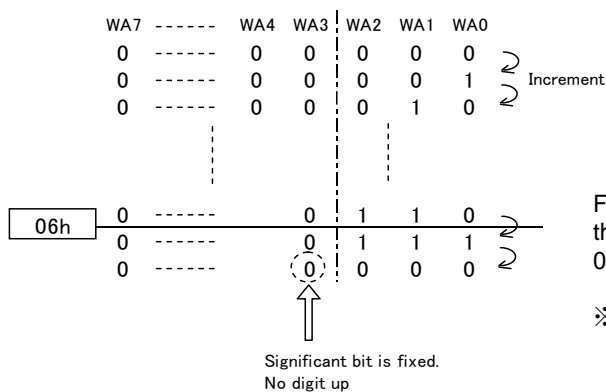 WA7 ------ WA4 WA3 WA2 WA1 WA0
0 ------ 0 0 0 0 0
0 ------ 0 0 0 0 1
Increment
0 ------ 0 0 0 1 0
0 ------ 0 1 1 0
06h
0 ------ 0 1 1 1
0 ------ 0 0 0 0
F
th
0
※
Significant bit is fixed.
No digit up